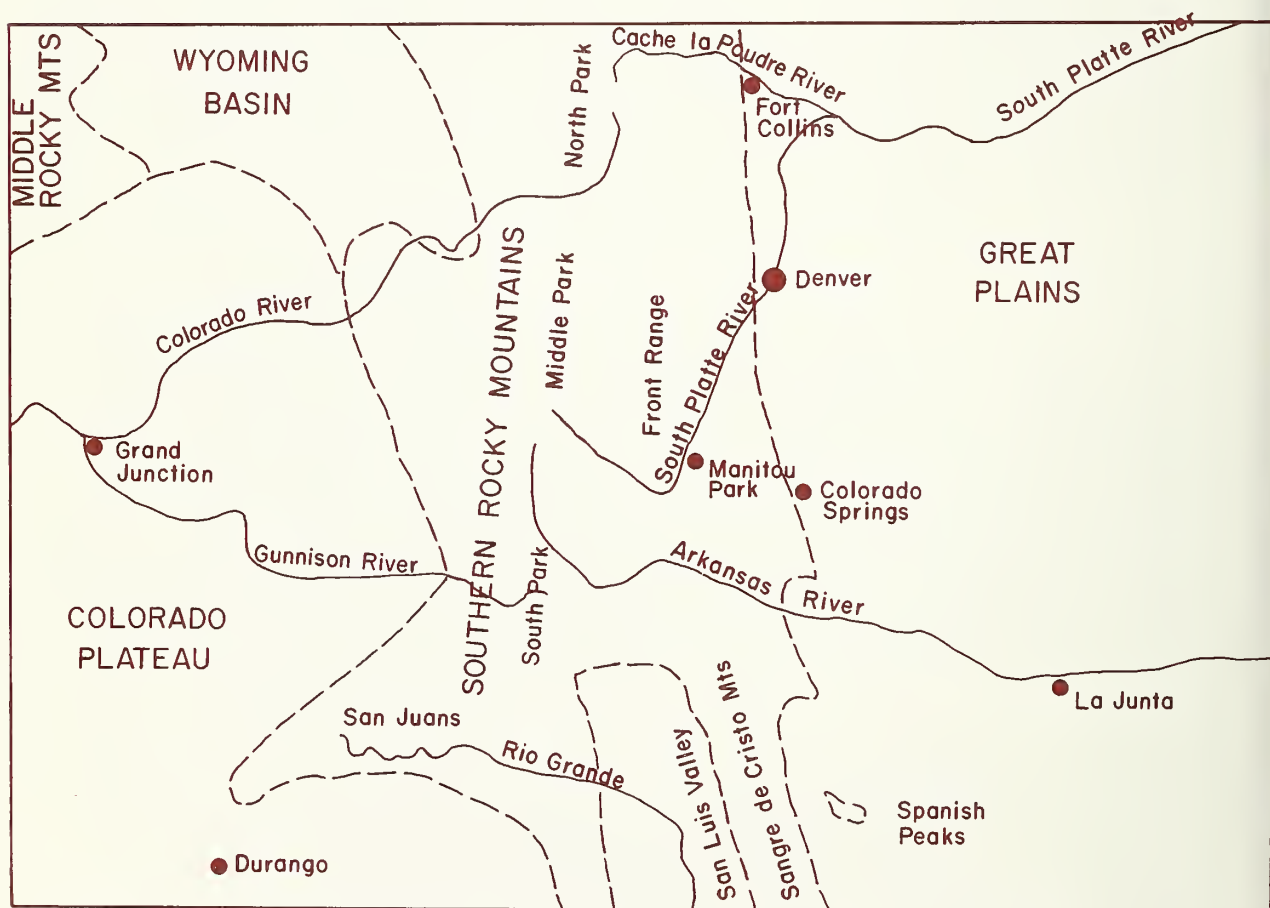 MIDDLE
ROCKY MTS
WYOMING
BASIN
North Park
Cache la Poudre River
Fort
Collins
South Platte River
GREAT
PLAINS
Denver
Colorado River
SOUTHERN ROCKY MOUNTAINS
Middle Park
Front Range
South Platte River
Grand
Junction
Manitou
Park
Colorado
Springs
Gunnison River
South Park
Arkansas River
COLORADO
PLATEAU
La Junta
San Juans
Rio Grande
San Luis Valley
Sangre de Cristo Mts
Spanish
Peaks
Durango